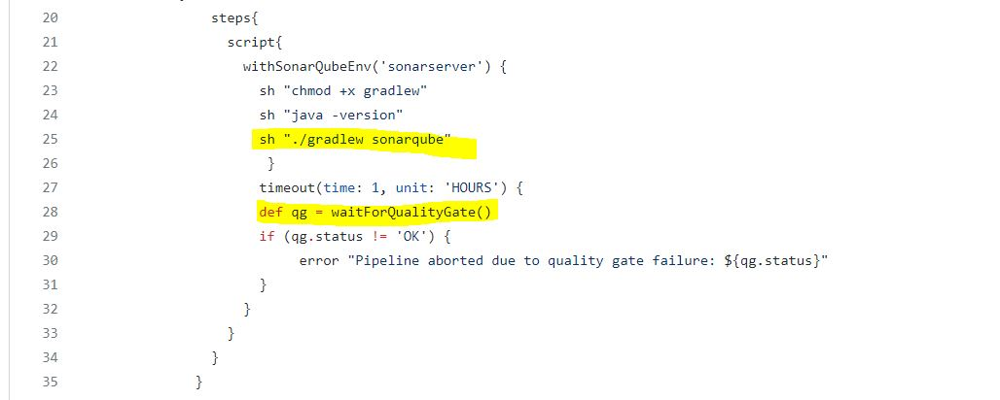 20 steps{
21 script{
22 withSonarQubeEnv('sonarserver') {
23 sh "chmod +x gradlew"
24 sh "java -version"
25 sh "./gradlew sonarqube"
26 }
27 timeout(time: 1, unit: 'HOURS') {
28 def qg = waitForQualityGate()
29 if (qg.status != 'OK') {
30 error "Pipeline aborted due to quality gate failure: ${qg.status}"
31 }
32 }
33 }
34 }
35 }